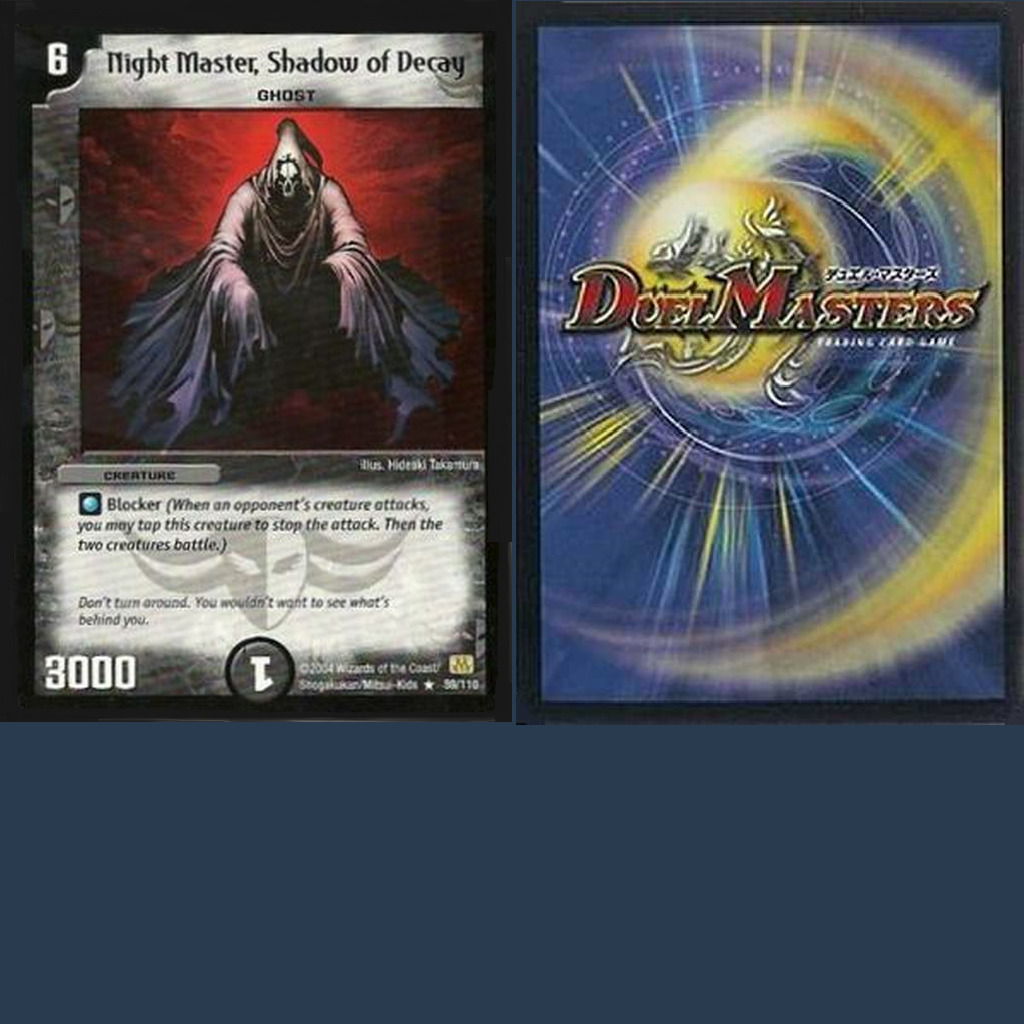 6
Night Master, Shadow of Decay
GHOST
illus. Hideaki Takamura
CREATURE
Blocker (When an opponent's creature attacks,
you may tap this creature to stop the attack. Then the
two creatures battle.)
Don't turn around. You wouldn't want to see what's
behind you.
3000
1
©2004 Wizards of the Coast/
Shogakukan/Mitsui-Kids ★ /110
デュエル・マスターズ
DUEL MASTERS
TRADING CARD GAME